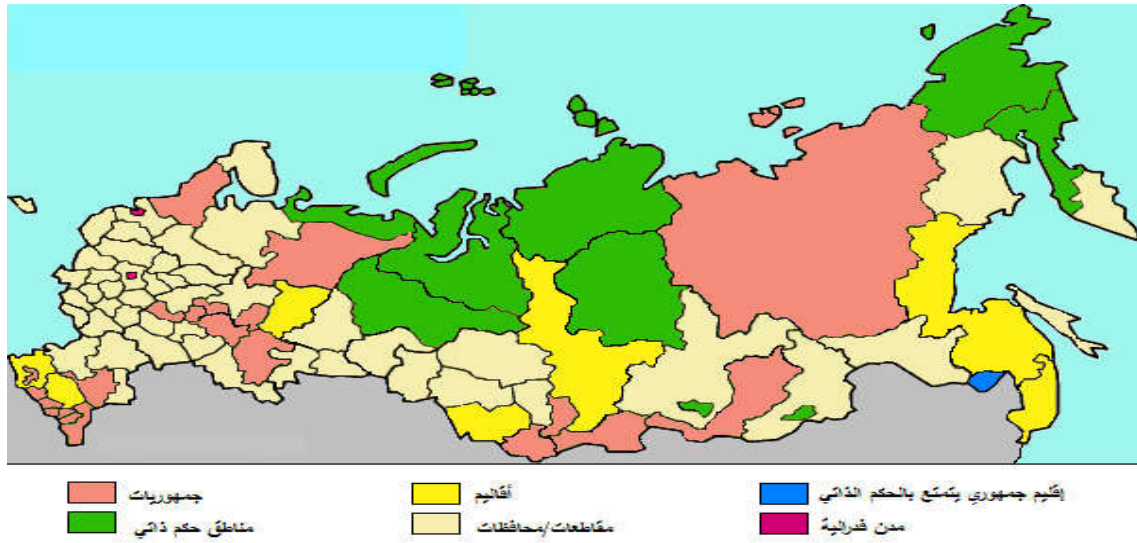 جمهوريات
أقاليم
إقليم جمهوري يتمتع بالحكم الذاتي
مناطق حكم ذاتي
مقاطعات/محافظات
مدن فدرالية